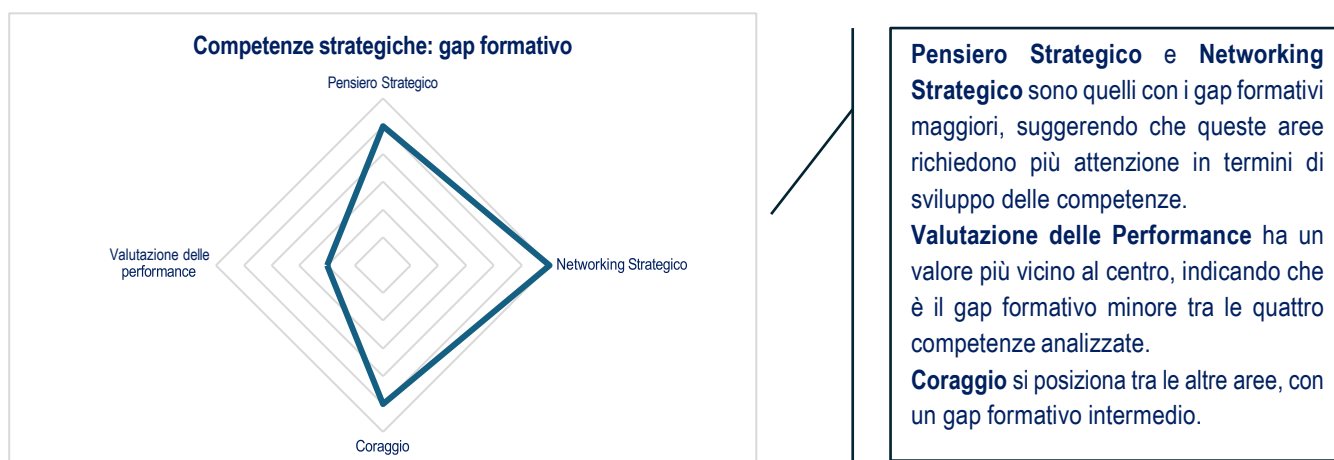 Competenze strategiche: gap formativo
Pensiero Strategico
Valutazione delle
performance
Networking Strategico
Coraggio
Pensiero Strategico e Networking
Strategico sono quelli con i gap formativi
maggiori, suggerendo che queste aree
richiedono più attenzione in termini di
sviluppo delle competenze.
Valutazione delle Performance ha un
valore più vicino al centro, indicando che
è il gap formativo minore tra le quattro
competenze analizzate.
Coraggio si posiziona tra le altre aree, con
un gap formativo intermedio.